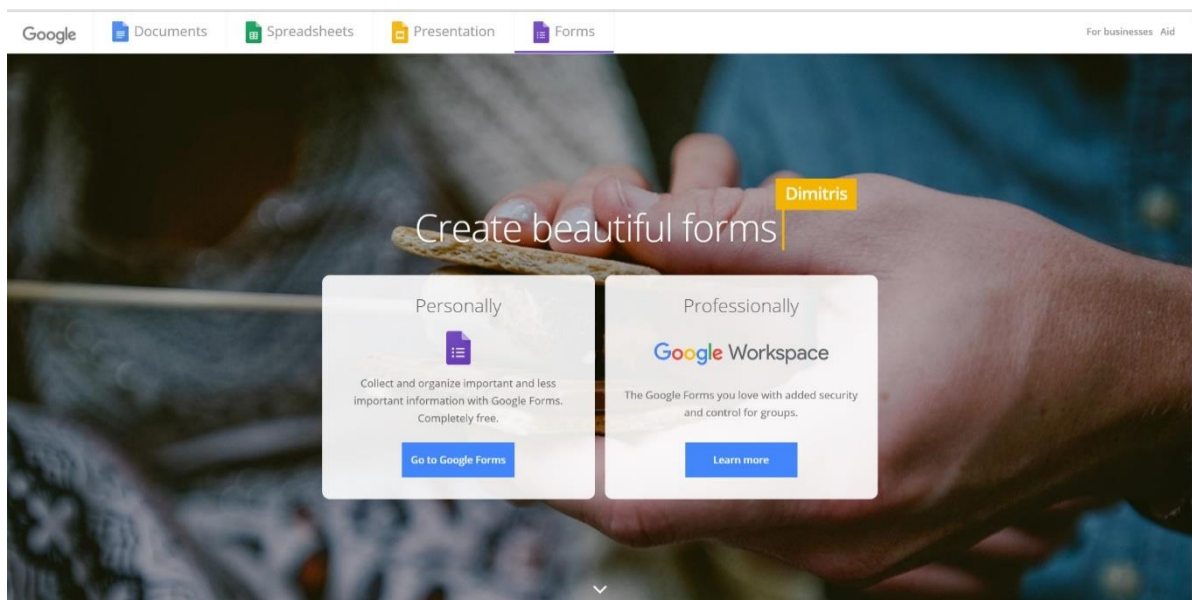 Google Documents Spreadsheets Presentation Forms For businesses Aid
Dimitris
Create beautiful forms
Personally
Collect and organize important and less
important information with Google Forms.
Completely free.
Go to Google Forms
Professionally
Google Workspace
The Google Forms you love with added security
and control for groups.
Learn more